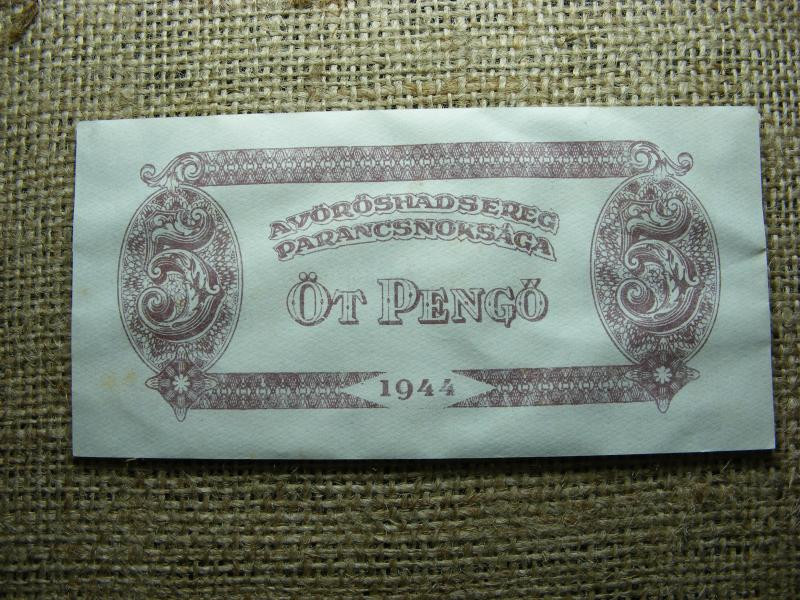 A VÖRÖSHADSEREG
PARANCSNOKSÁGA
5 5
ÖT PENGŐ
1944